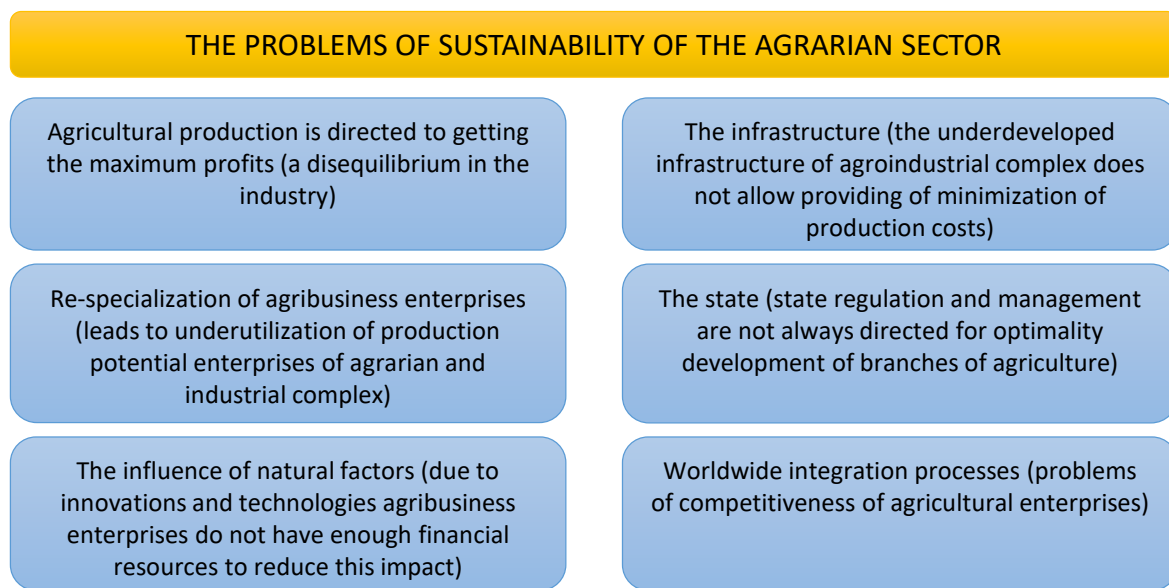 THE PROBLEMS OF SUSTAINABILITY OF THE AGRARIAN SECTOR
Agricultural production is directed to getting
the maximum profits (a disequilibrium in the
industry)
The infrastructure (the underdeveloped
infrastructure of agroindustrial complex does
not allow providing of minimization of
production costs)
Re-specialization of agribusiness enterprises
(leads to underutilization of production
potential enterprises of agrarian and
industrial complex)
The state (state regulation and management
are not always directed for optimality
development of branches of agriculture)
The influence of natural factors (due to
innovations and technologies agribusiness
enterprises do not have enough financial
resources to reduce this impact)
Worldwide integration processes (problems
of competitiveness of agricultural enterprises)